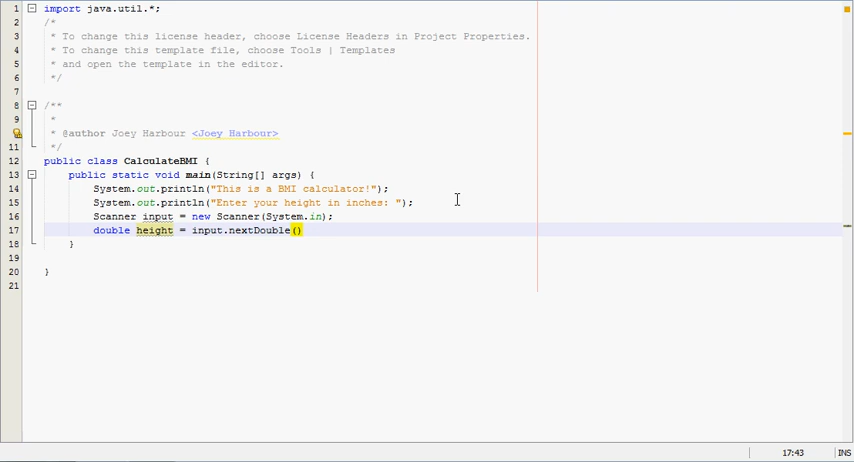 1 import java.util.*;
2 /*
3 * To change this license header, choose License Headers in Project Properties.
4 * To change this template file, choose Tools | Templates
5 * and open the template in the editor.
6 */
7
8 /**
9 *
* @author Joey Harbour <Joey Harbour>
11 */
12 public class CalculateBMI {
13 public static void main(String[] args) {
14 System.out.println("This is a BMI calculator!");
15 System.out.println("Enter your height in inches: ");
16 Scanner input = new Scanner(System.in);
17 double height = input.nextDouble()
18 }
19
20 }
21
17:43 INS